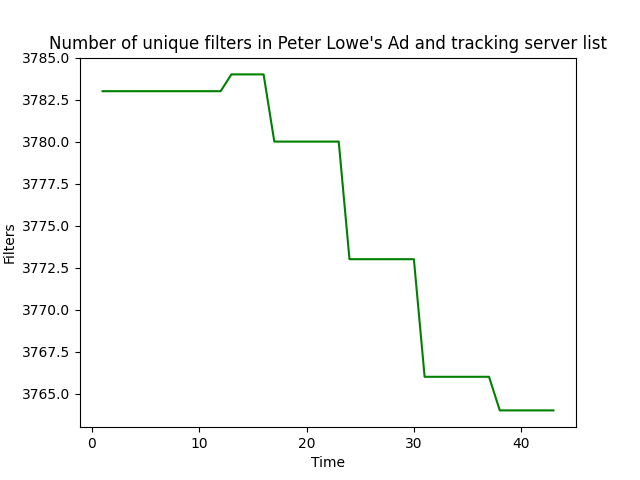 Number of unique filters in Peter Lowe's Ad and tracking server list
3785.0
3782.5
3780.0
3777.5
3775.0
3772.5
3770.0
3767.5
3765.0
Filters
0 10 20 30 40
Time